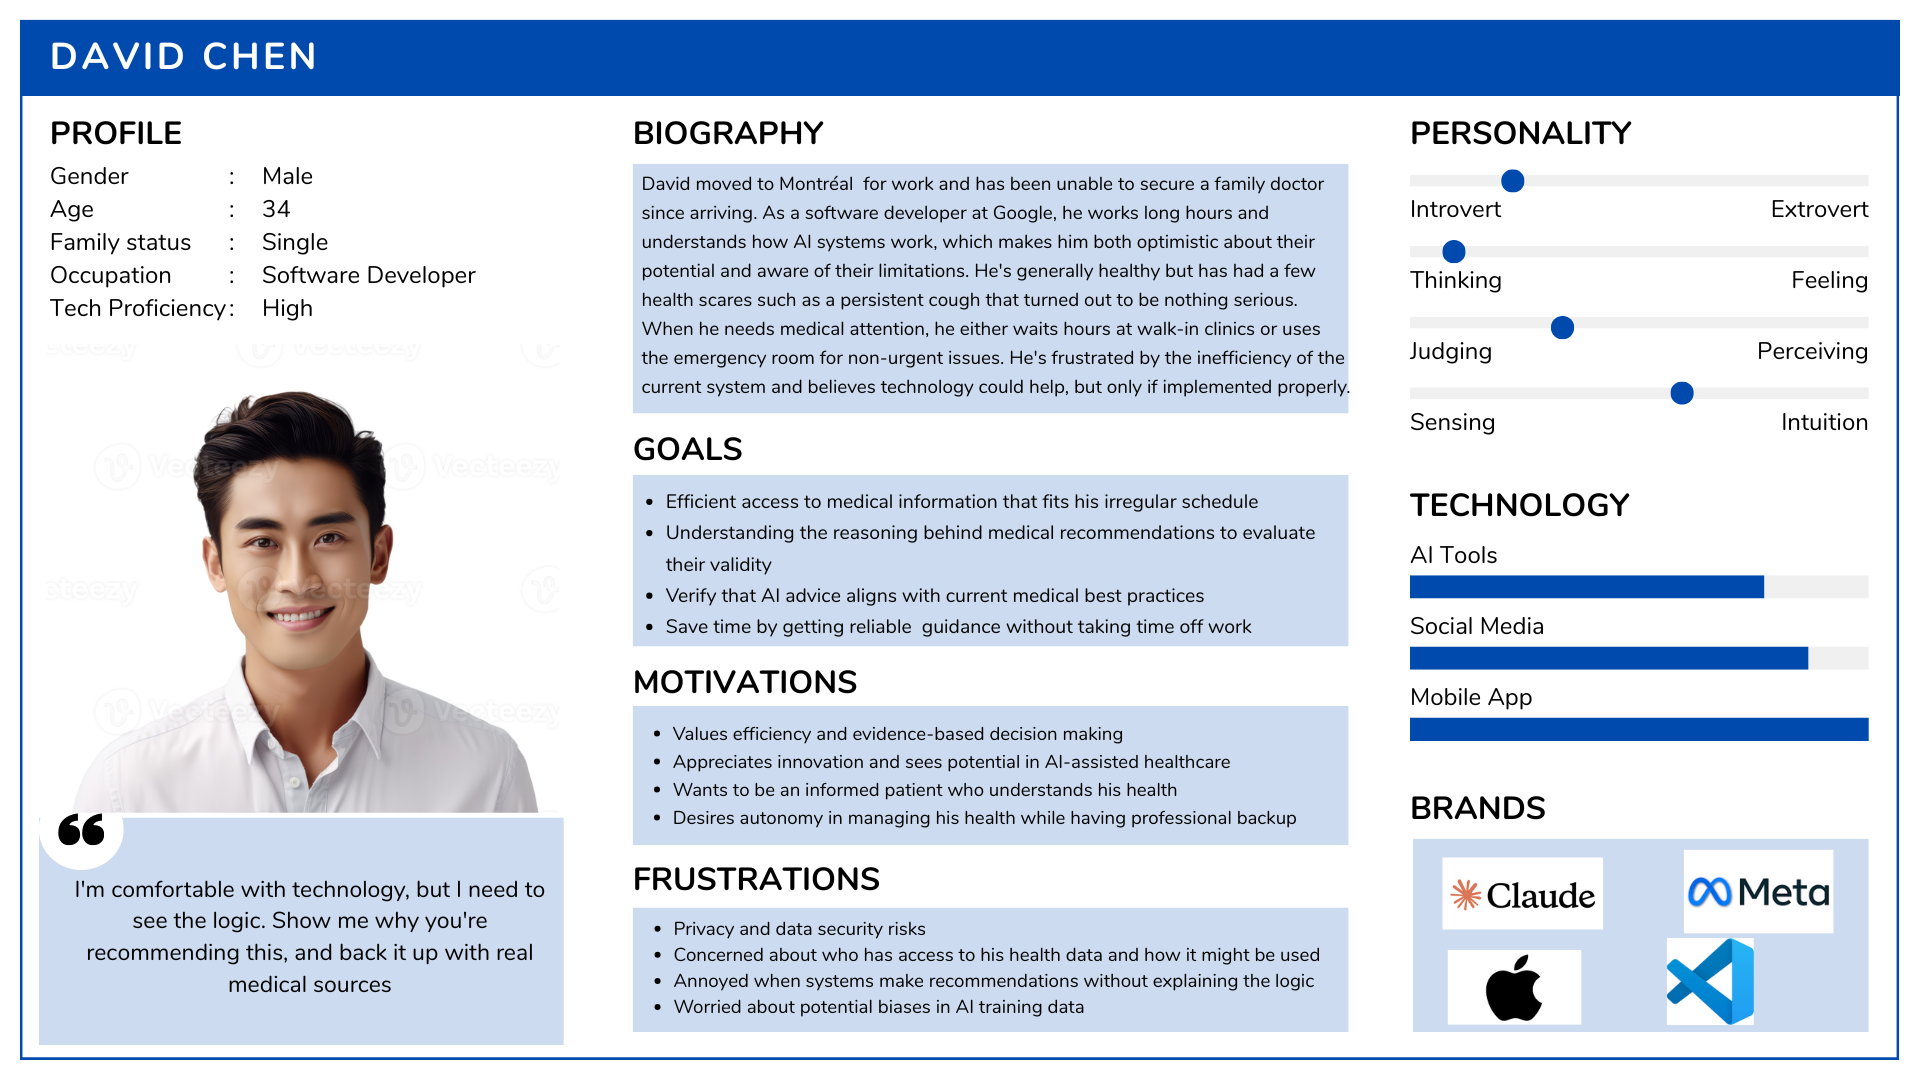 DAVID CHEN
PROFILE
Gender : Male
Age : 34
Family status : Single
Occupation : Software Developer
Tech Proficiency : High
veeteezy
Vecteezy
Vecteezy
Vecteezy
Vecteezy
I'm comfortable with technology, but I need to
see the logic. Show me why you're
recommending this, and back it up with real
medical sources
BIOGRAPHY
David moved to Montréal  for work and has been unable to secure a family doctor
since arriving. As a software developer at Google, he works long hours and
understands how AI systems work, which makes him both optimistic about their
potential and aware of their limitations. He's generally healthy but has had a few
health scares such as a persistent cough that turned out to be nothing serious.
When he needs medical attention, he either waits hours at walk-in clinics or uses
the emergency room for non-urgent issues. He's frustrated by the inefficiency of the
current system and believes technology could help, but only if implemented properly.
GOALS
• Efficient access to medical information that fits his irregular schedule
• Understanding the reasoning behind medical recommendations to evaluate
their validity
• Verify that AI advice aligns with current medical best practices
• Save time by getting reliable  guidance without taking time off work
MOTIVATIONS
• Values efficiency and evidence-based decision making
• Appreciates innovation and sees potential in AI-assisted healthcare
• Wants to be an informed patient who understands his health
• Desires autonomy in managing his health while having professional backup
FRUSTRATIONS
• Privacy and data security risks
• Concerned about who has access to his health data and how it might be used
• Annoyed when systems make recommendations without explaining the logic
• Worried about potential biases in AI training data
PERSONALITY
Introvert Extrovert
Thinking Feeling
Judging Perceiving
Sensing Intuition
TECHNOLOGY
AI Tools
Social Media
Mobile App
BRANDS
Claude
Meta